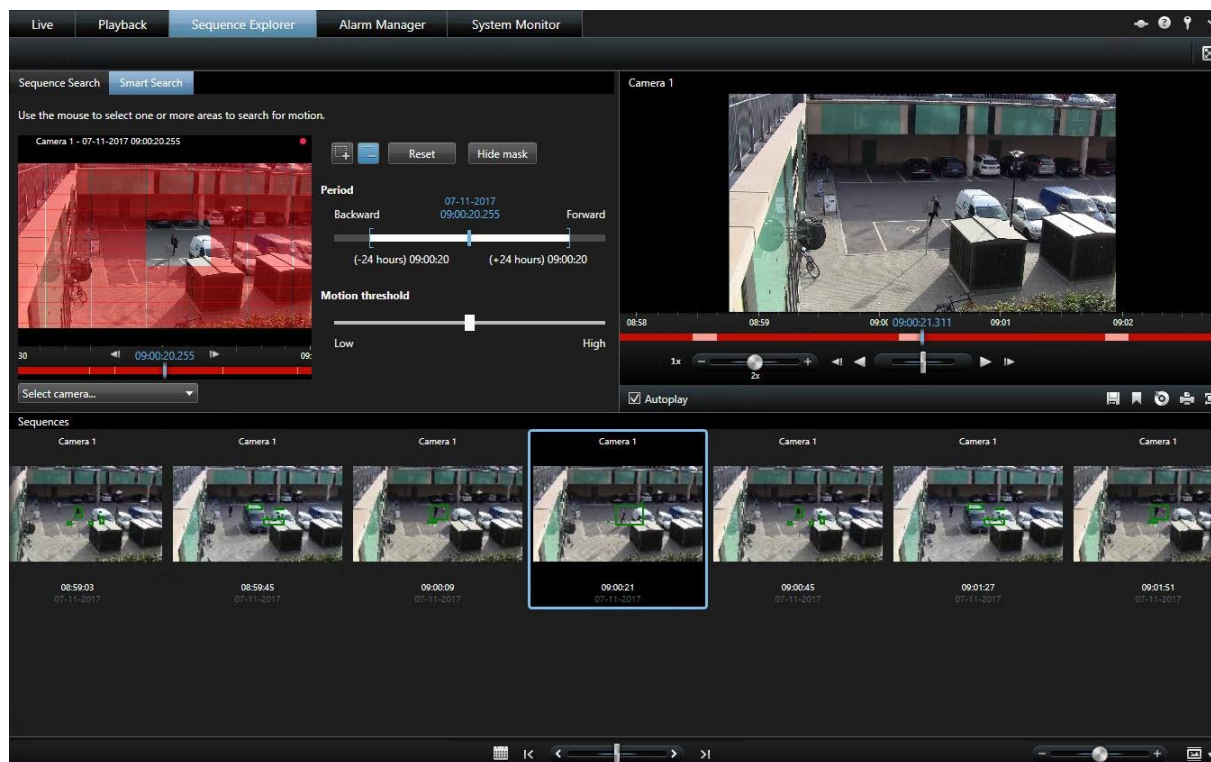 Live Playback Sequence Explorer Alarm Manager System Monitor
Sequence Search Smart Search
Use the mouse to select one or more areas to search for motion.
Camera 1 - 07-11-2017 09:00:20.255
Reset Hide mask
Period
07-11-2017
Backward 09:00:20.255 Forward
(-24 hours) 09:00:20 (+24 hours) 09:00:20
Motion threshold
Low High
30 09:00:20.255 09:
Select camera...
Camera 1
08:58 08:59 09:0 09:00:21.311 09:01 09:02
1x
2x
Autoplay
Sequences
Camera 1 Camera 1 Camera 1 Camera 1 Camera 1 Camera 1 Camera 1
08:59:03 08:59:45 09:00:09 09:00:21 09:00:45 09:01:27 09:01:51
07-11-2017 07-11-2017 07-11-2017 07-11-2017 07-11-2017 07-11-2017 07-11-2017